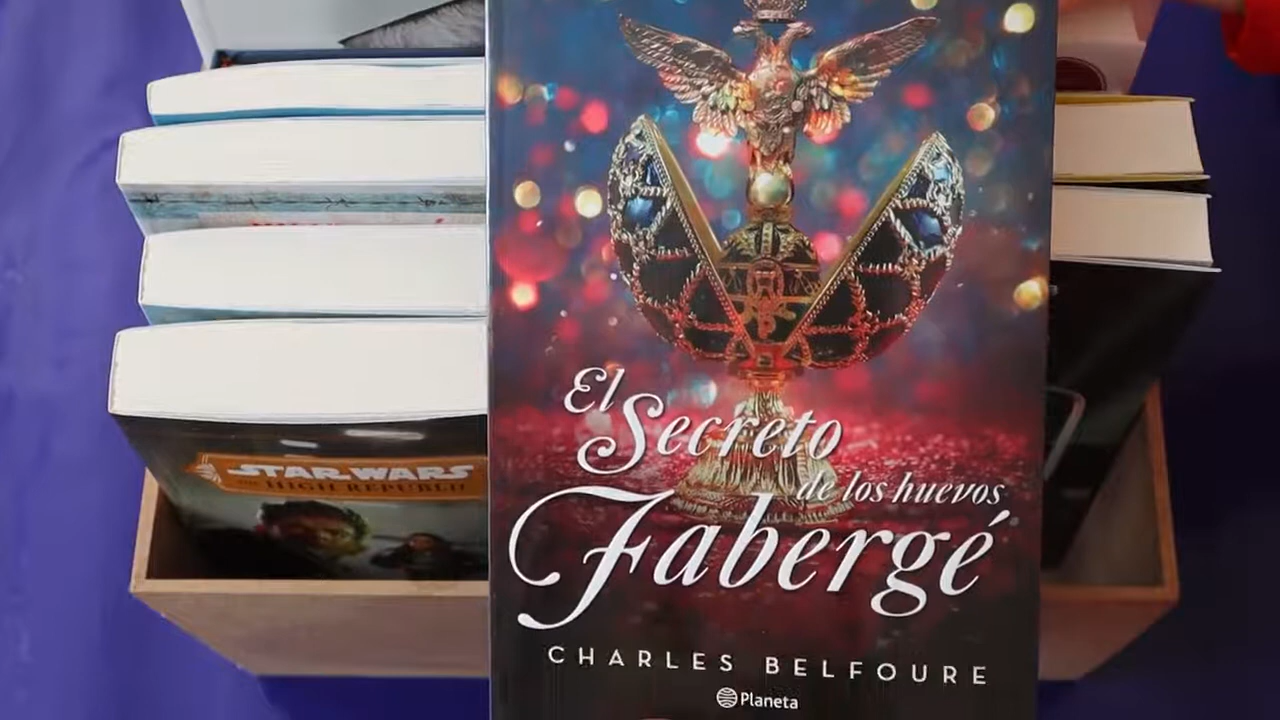 STAR WARS
THE HIGH REPUBLIC
El
Secreto
de los huevos
Fabergé
CHARLES BELFOURE
Planeta